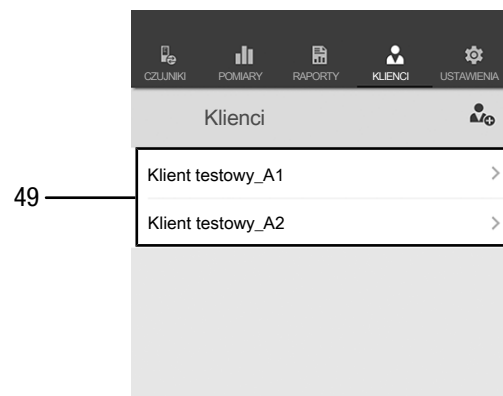 CZUJNIKI POMIARY RAPORTY KLIENCI USTAWIENIA
Klienci
Klient testowy_A1
49
Klient testowy_A2